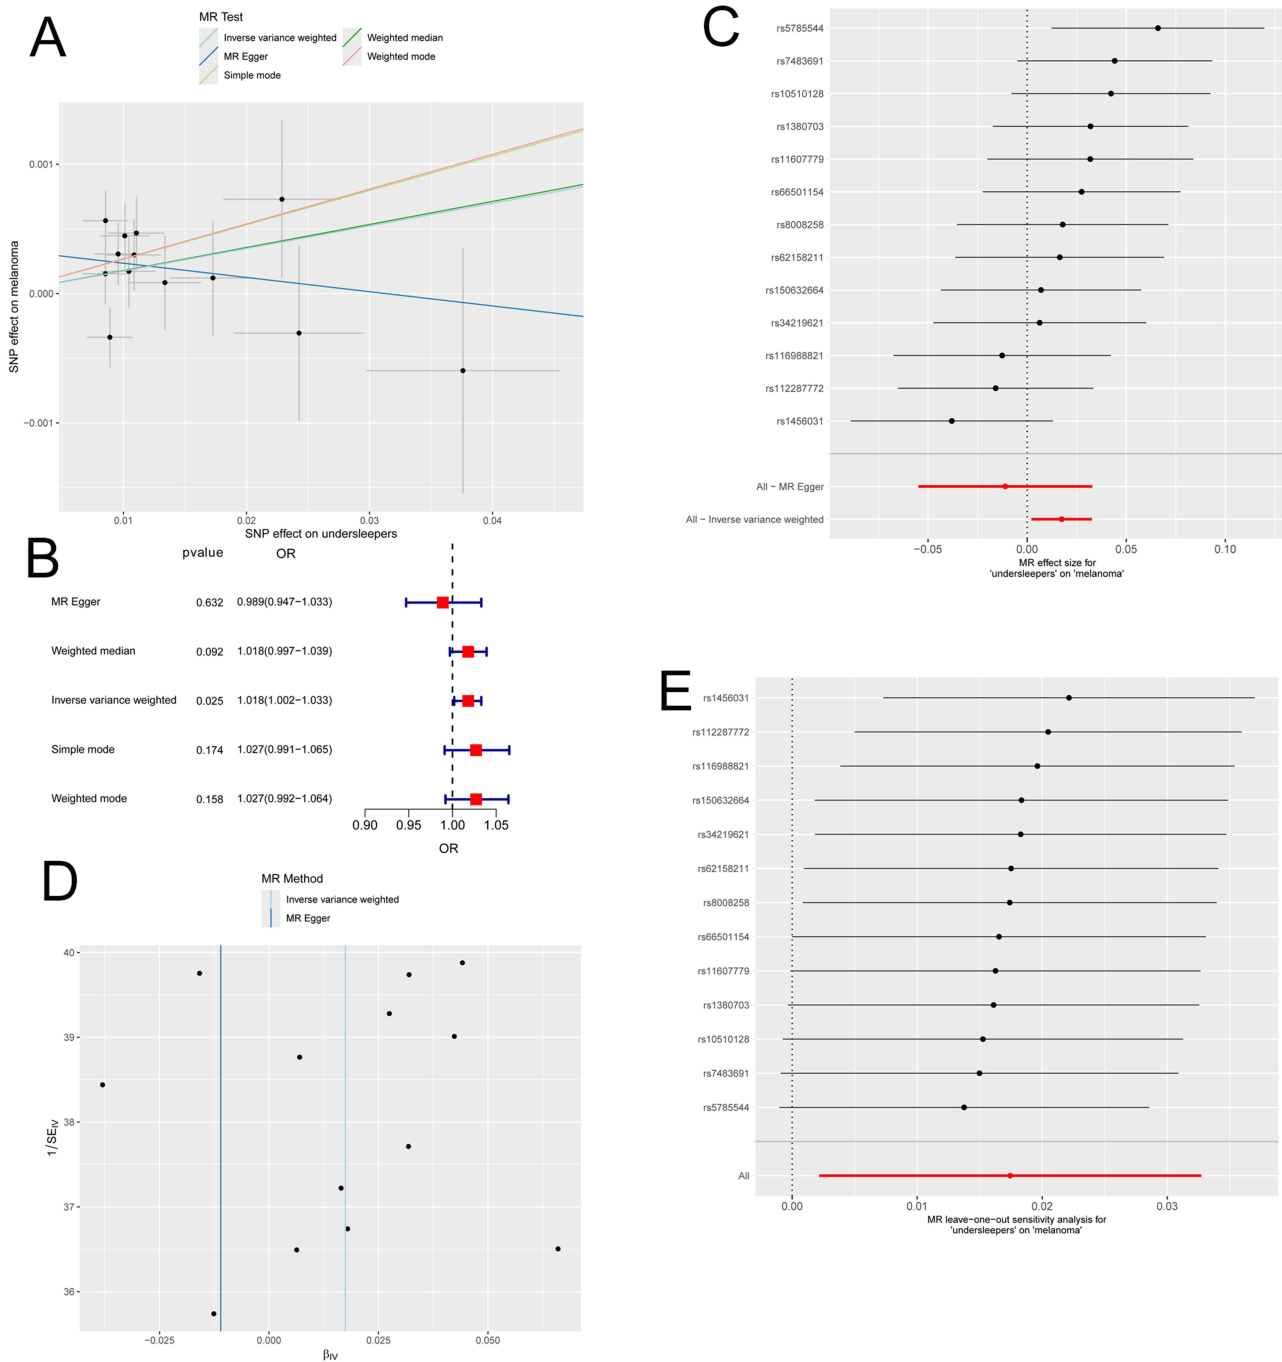 A
MR Test
Inverse variance weighted
Weighted median
MR Egger
Weighted mode
Simple mode
SNP effect on melanoma
0.001
0.000
−0.001
0.01
0.02
0.03
0.04
SNP effect on undersleepers
B
pvalue
OR
MR Egger
0.632
0.989(0.947−1.033)
Weighted median
0.092
1.018(0.997−1.039)
Inverse variance weighted
0.025
1.018(1.002−1.033)
Simple mode
0.174
1.027(0.991−1.065)
Weighted mode
0.158
1.027(0.992−1.064)
0.90
0.95
1.00
1.05
OR
C
rs5785544
rs7483691
rs10510128
rs1380703
rs11607779
rs66501154
rs8008258
rs62158211
rs150632664
rs34219621
rs116988821
rs112287772
rs1456031
All − MR Egger
All − Inverse variance weighted
−0.05
0.00
0.05
0.10
MR effect size for
'undersleepers' on 'melanoma'
D
MR Method
Inverse variance weighted
MR Egger
1/SEIV
40
39
38
37
36
−0.025
0.000
0.025
0.050
βIV
E
rs1456031
rs112287772
rs116988821
rs150632664
rs34219621
rs62158211
rs8008258
rs66501154
rs11607779
rs1380703
rs10510128
rs7483691
rs5785544
All
0.00
0.01
0.02
0.03
MR leave−one−out sensitivity analysis for
'undersleepers' on 'melanoma'